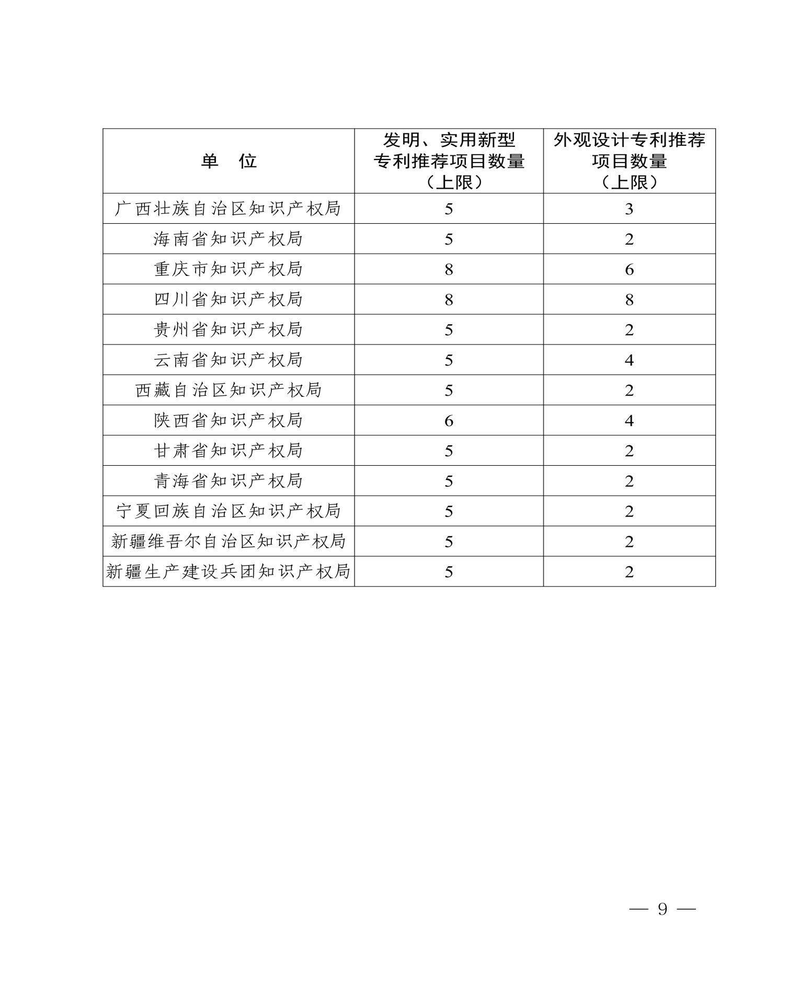 单 位
发明、实用新型
专利推荐项目数量
（上限）
外观设计专利推荐
项目数量
（上限）
广西壮族自治区知识产权局 5 3
海南省知识产权局 5 2
重庆市知识产权局 8 6
四川省知识产权局 8 8
贵州省知识产权局 5 2
云南省知识产权局 5 4
西藏自治区知识产权局 5 2
陕西省知识产权局 6 4
甘肃省知识产权局 5 2
青海省知识产权局 5 2
宁夏回族自治区知识产权局 5 2
新疆维吾尔自治区知识产权局 5 2
新疆生产建设兵团知识产权局 5 2
— 9 —